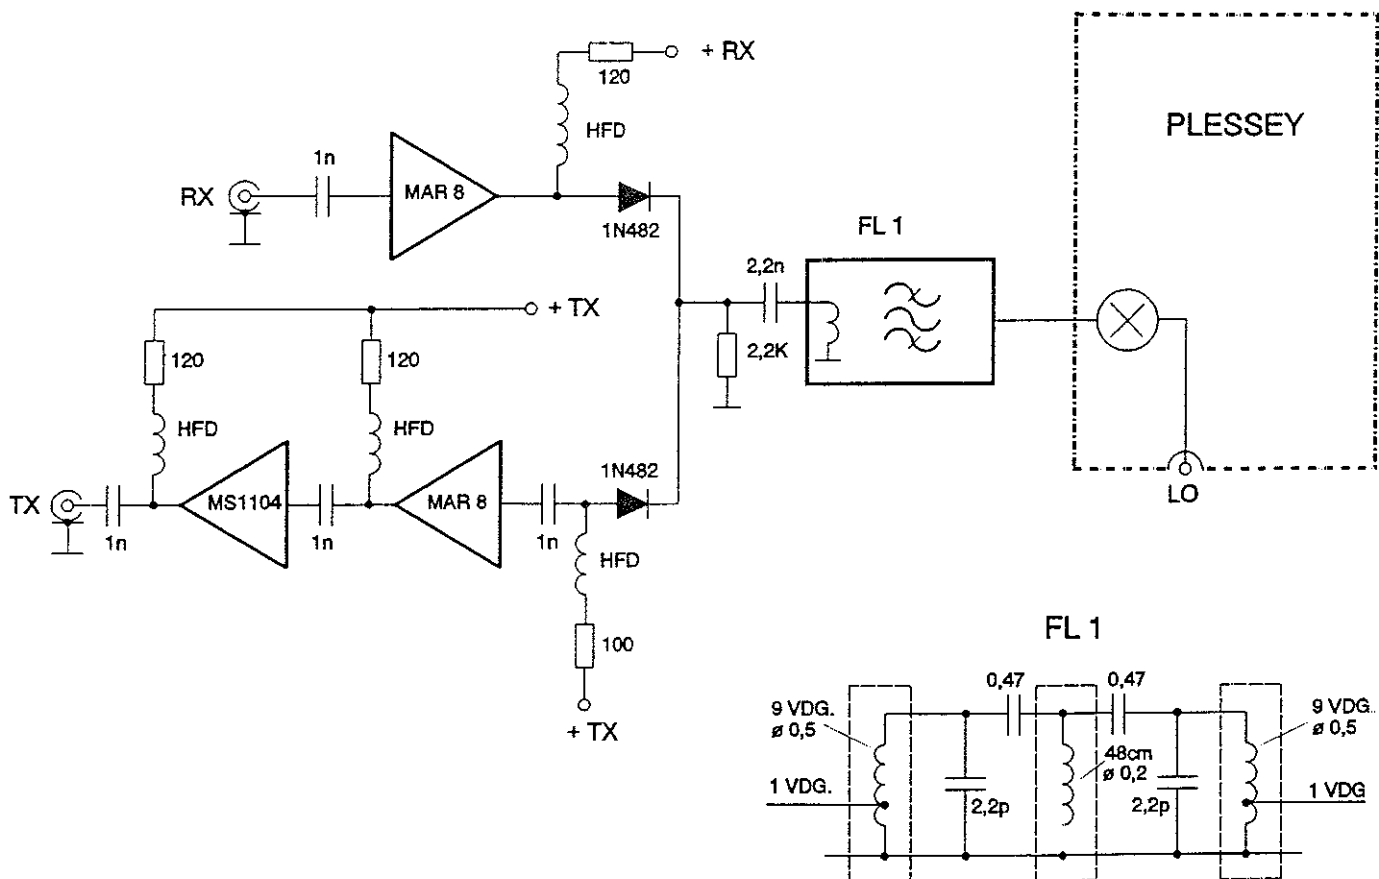 + RX
120
HFD
PLESSEY
1n
RX
MAR 8
1N482
FL 1
2,2n
+ TX
120
120
2,2K
HFD
HFD
1N482
TX
MS1104
MAR 8
LO
1n
1n
1n
HFD
100
+ TX
FL 1
0,47
0,47
9 VDG.
ø 0,5
9 VDG.
ø 0,5
48cm
ø 0,2
1 VDG.
1 VDG
2,2p
2,2p